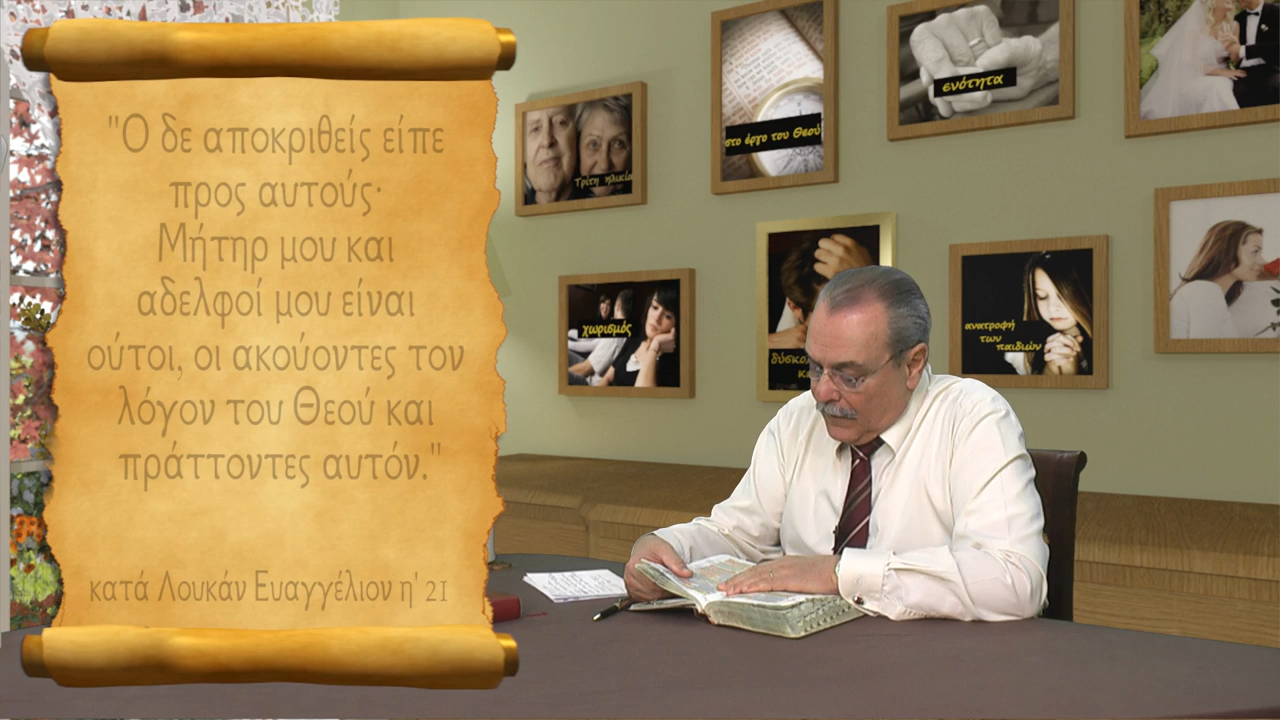 "Ο δε αποκριθείς είπε
προς αυτούς·
Μήτηρ μου και
αδελφοί μου είναι
ούτοι, οι ακούοντες τον
λόγον του Θεού και
πράττοντες αυτόν."
κατά Λουκάν Ευαγγέλιον η' 21
Τρίτη ηλικία
στο έργο του Θεού
ενότητα
χωρισμός
ανατροφή
των
παιδιών